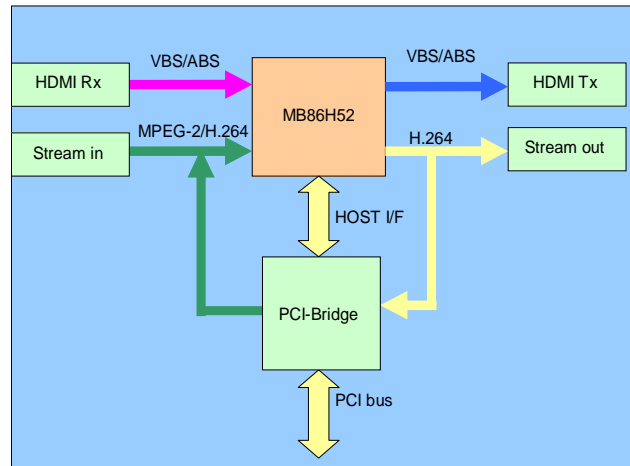 VBS/ABS
VBS/ABS
HDMI Rx
MB86H52
HDMI Tx
MPEG-2/H.264
H.264
Stream in
Stream out
HOST I/F
PCI-Bridge
PCI bus